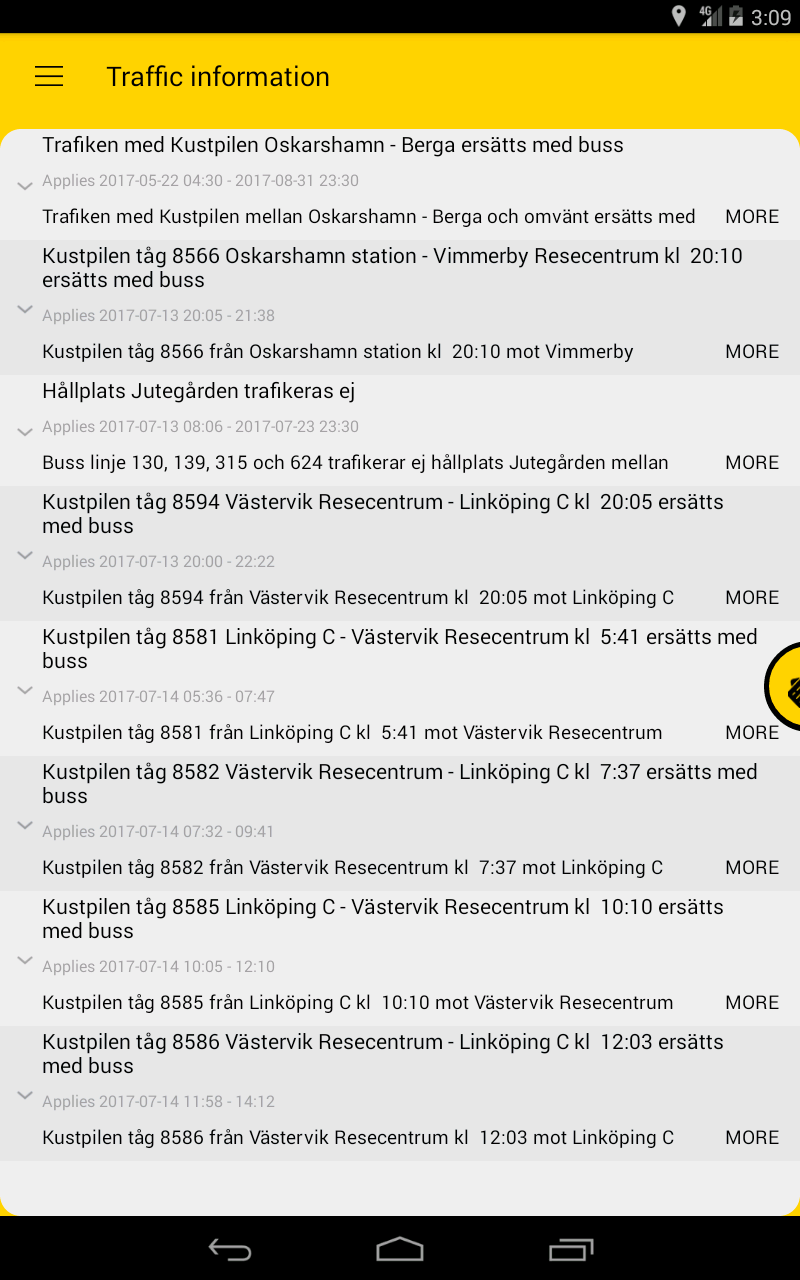 4G 3:09
Traffic information
Trafiken med Kustpilen Oskarshamn - Berga ersätts med buss
Applies 2017-05-22 04:30 - 2017-08-31 23:30
Trafiken med Kustpilen mellan Oskarshamn - Berga och omvänt ersätts med MORE
Kustpilen tåg 8566 Oskarshamn station - Vimmerby Resecentrum kl  20:10
ersätts med buss
Applies 2017-07-13 20:05 - 21:38
Kustpilen tåg 8566 från Oskarshamn station kl  20:10 mot Vimmerby MORE
Hållplats Jutegården trafikeras ej
Applies 2017-07-13 08:06 - 2017-07-23 23:30
Buss linje 130, 139, 315 och 624 trafikerar ej hållplats Jutegården mellan MORE
Kustpilen tåg 8594 Västervik Resecentrum - Linköping C kl  20:05 ersätts
med buss
Applies 2017-07-13 20:00 - 22:22
Kustpilen tåg 8594 från Västervik Resecentrum kl  20:05 mot Linköping C MORE
Kustpilen tåg 8581 Linköping C - Västervik Resecentrum kl  5:41 ersätts med
buss
Applies 2017-07-14 05:36 - 07:47
Kustpilen tåg 8581 från Linköping C kl  5:41 mot Västervik Resecentrum MORE
Kustpilen tåg 8582 Västervik Resecentrum - Linköping C kl  7:37 ersätts med
buss
Applies 2017-07-14 07:32 - 09:41
Kustpilen tåg 8582 från Västervik Resecentrum kl  7:37 mot Linköping C MORE
Kustpilen tåg 8585 Linköping C - Västervik Resecentrum kl  10:10 ersätts
med buss
Applies 2017-07-14 10:05 - 12:10
Kustpilen tåg 8585 från Linköping C kl  10:10 mot Västervik Resecentrum MORE
Kustpilen tåg 8586 Västervik Resecentrum - Linköping C kl  12:03 ersätts
med buss
Applies 2017-07-14 11:58 - 14:12
Kustpilen tåg 8586 från Västervik Resecentrum kl  12:03 mot Linköping C MORE